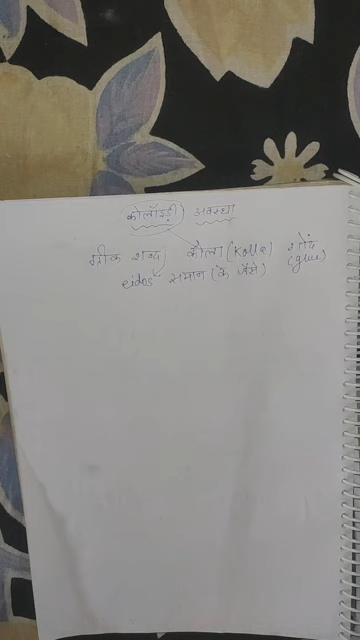 कोलॉइडी अवस्था
ग्रीक शब्द कोला (Kolla) गोंद
eidos समान (के जैसे) (glue)